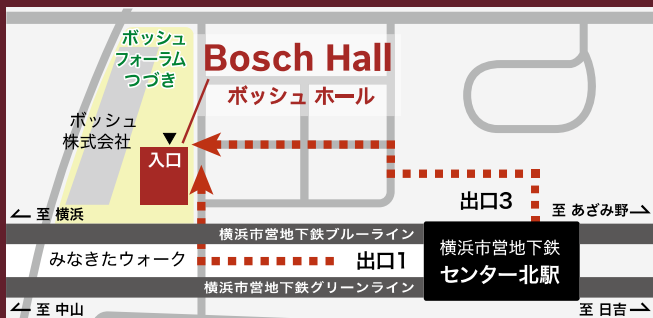 ボッシュ
フォーラム
つづき
Bosch Hall
ボッシュ ホール
ボッシュ
株式会社
入口
至 横浜
出口3
至 あざみ野
横浜市営地下鉄ブルーライン
横浜市営地下鉄
センター北駅
みなきたウォーク
出口1
横浜市営地下鉄グリーンライン
至 中山
至 日吉